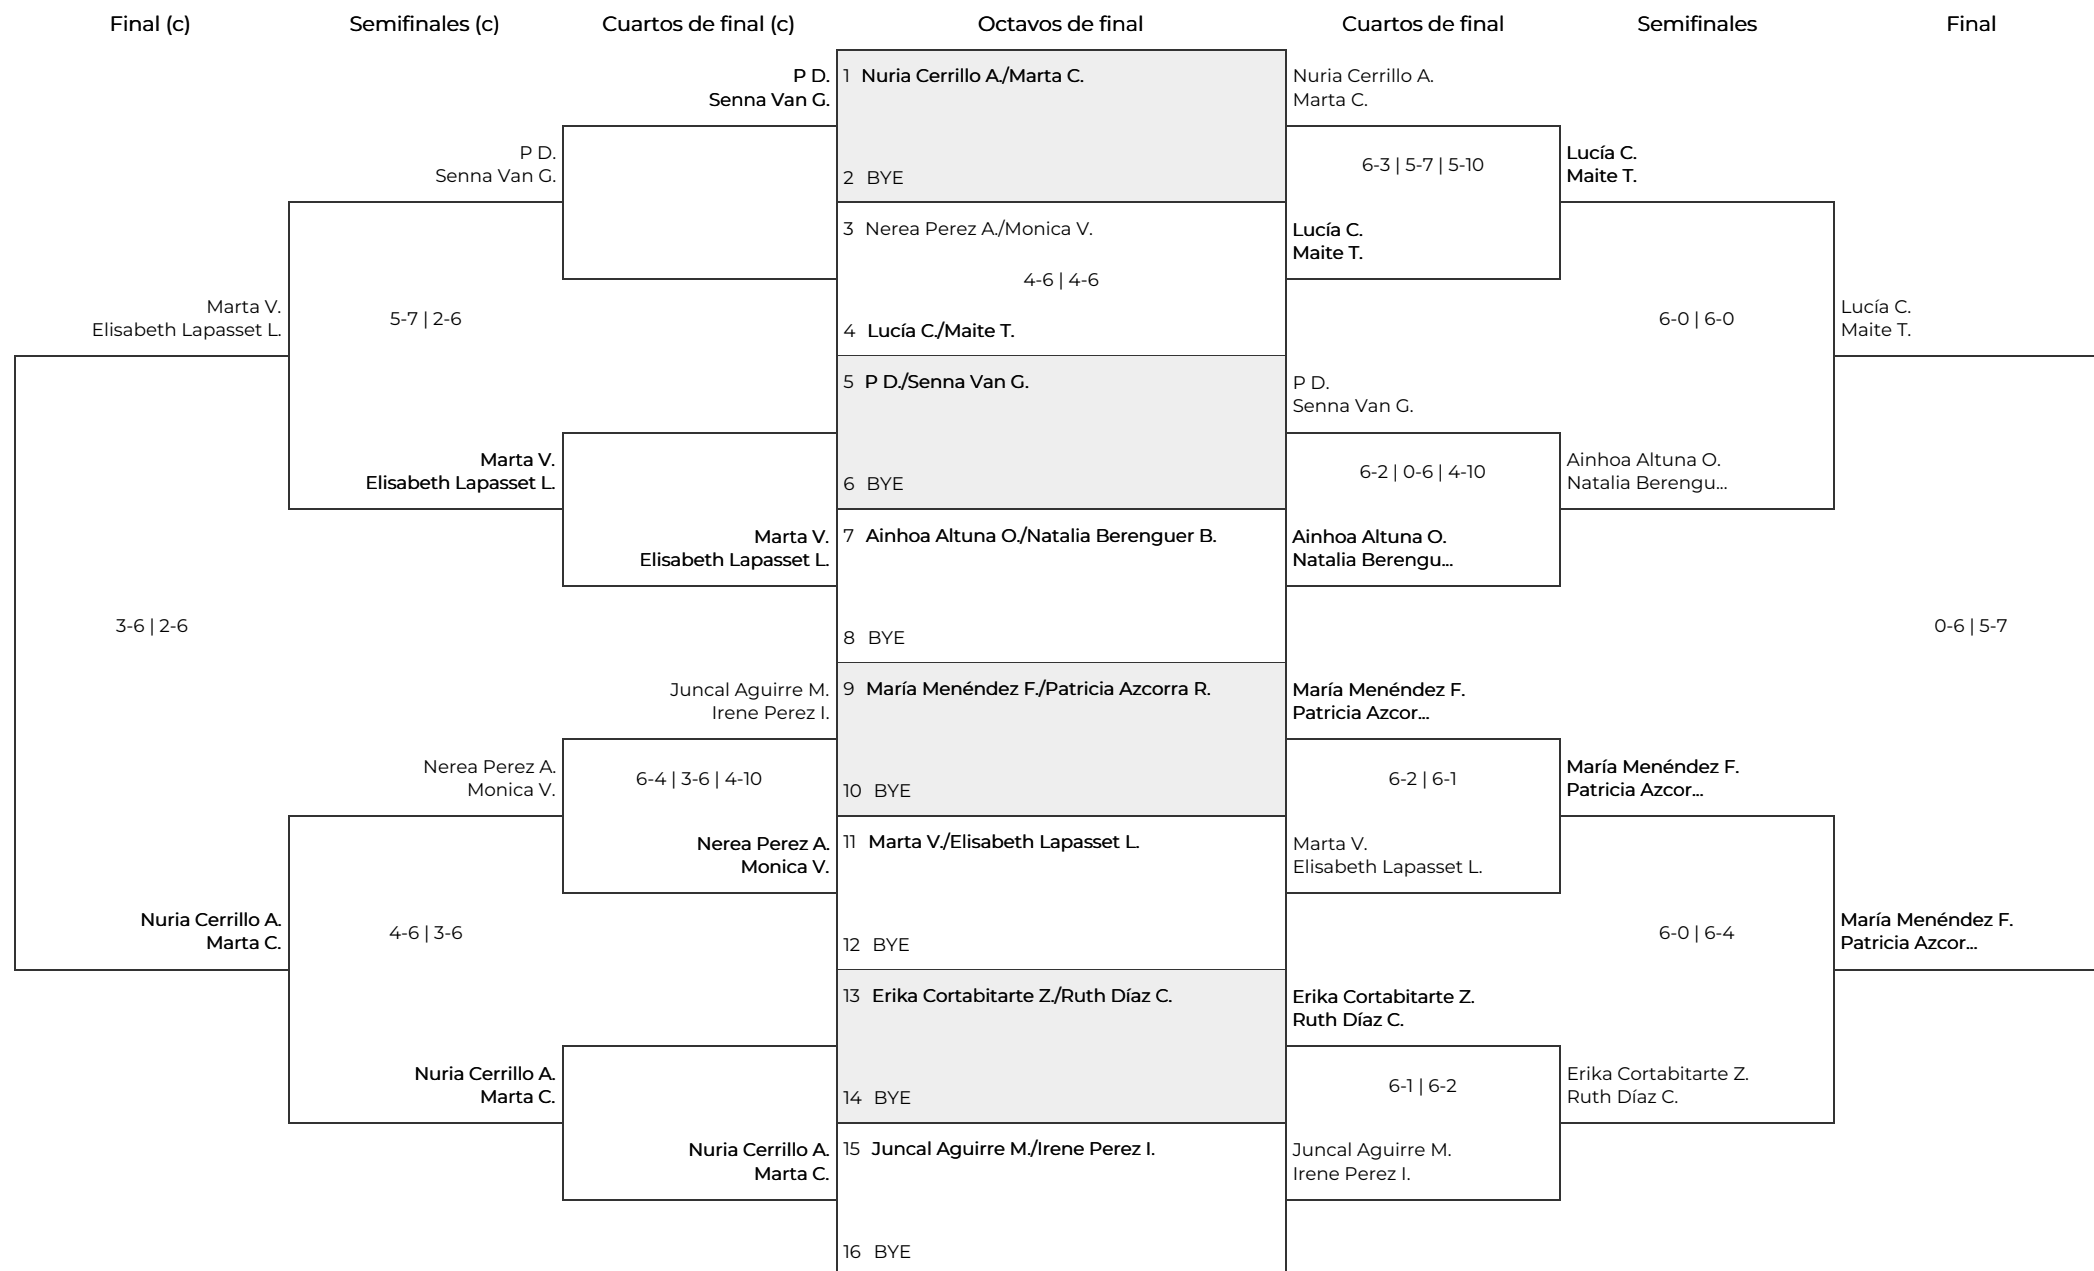 Final (c)
Semifinales (c)
Cuartos de final (c)
Octavos de final
Cuartos de final
Semifinales
Final
Marta V.
Elisabeth Lapasset L.
3-6 | 2-6
Nuria Cerrillo A.
Marta C.
P D.
Senna Van G.
5-7 | 2-6
Marta V.
Elisabeth Lapasset L.
Nerea Perez A.
Monica V.
4-6 | 3-6
Nuria Cerrillo A.
Marta C.
P D.
Senna Van G.
Marta V.
Elisabeth Lapasset L.
Juncal Aguirre M.
Irene Perez I.
6-4 | 3-6 | 4-10
Nerea Perez A.
Monica V.
Nuria Cerrillo A.
Marta C.
1 Nuria Cerrillo A./Marta C.
2 BYE
3 Nerea Perez A./Monica V.
4-6 | 4-6
4 Lucía C./Maite T.
5 P D./Senna Van G.
6 BYE
7 Ainhoa Altuna O./Natalia Berenguer B.
8 BYE
9 María Menéndez F./Patricia Azcorra R.
10 BYE
11 Marta V./Elisabeth Lapasset L.
12 BYE
13 Erika Cortabitarte Z./Ruth Díaz C.
14 BYE
15 Juncal Aguirre M./Irene Perez I.
16 BYE
Nuria Cerrillo A.
Marta C.
6-3 | 5-7 | 5-10
Lucía C.
Maite T.
P D.
Senna Van G.
6-2 | 0-6 | 4-10
Ainhoa Altuna O.
Natalia Berengu...
María Menéndez F.
Patricia Azcor...
6-2 | 6-1
Marta V.
Elisabeth Lapasset L.
Erika Cortabitarte Z.
Ruth Díaz C.
6-1 | 6-2
Juncal Aguirre M.
Irene Perez I.
Lucía C.
Maite T.
6-0 | 6-0
Ainhoa Altuna O.
Natalia Berengu...
María Menéndez F.
Patricia Azcor...
6-0 | 6-4
Erika Cortabitarte Z.
Ruth Díaz C.
Lucía C.
Maite T.
0-6 | 5-7
María Menéndez F.
Patricia Azcor...